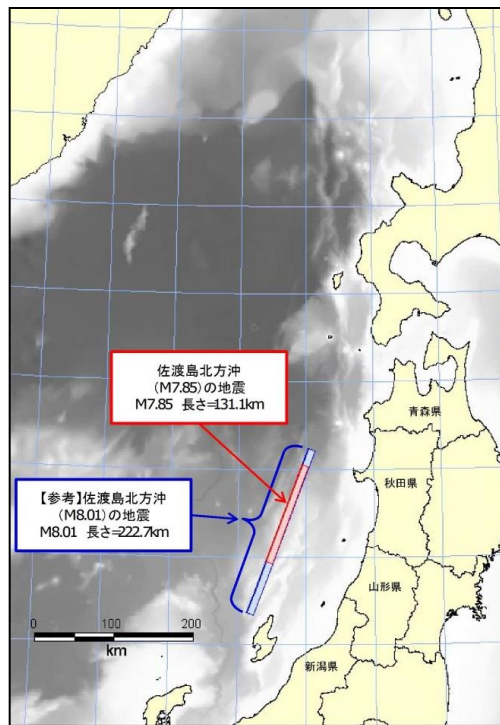 佐渡島北方沖
(M7.85)の地震
M7.85 長さ=131.1km
青森県
秋田県
【参考】佐渡島北方沖
(M8.01)の地震
M8.01 長さ=222.7km
山形県
新潟県
0 100 200
km